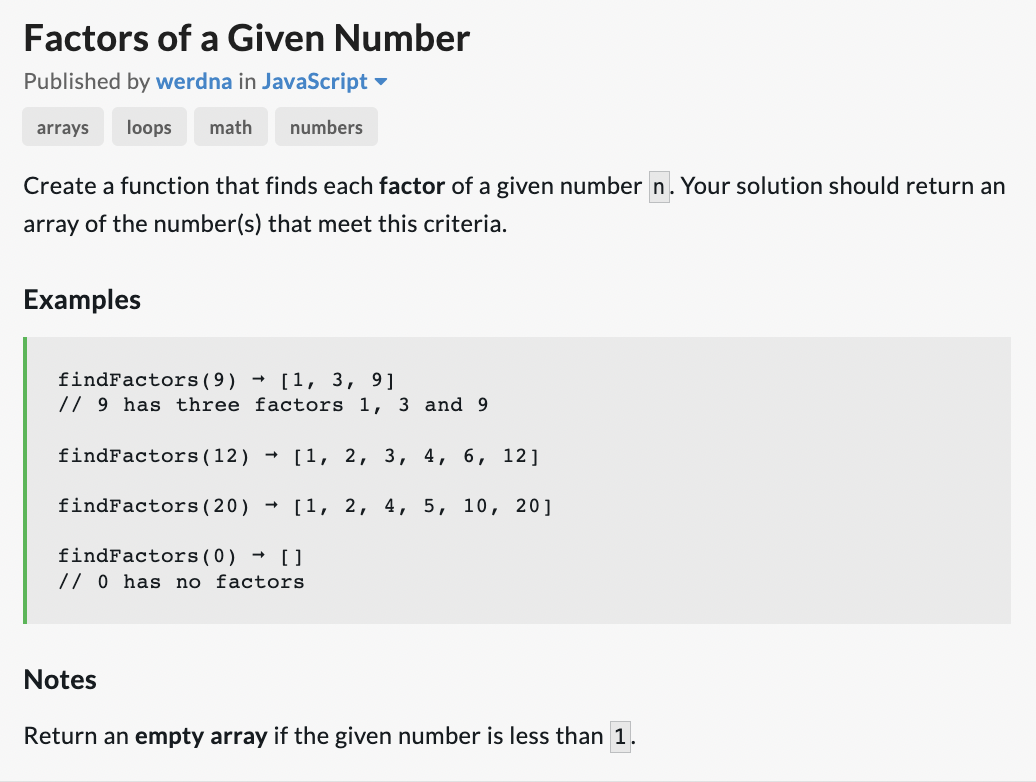 Factors of a Given Number
Published by werdna in JavaScript
arrays loops math numbers
Create a function that finds each factor of a given number n. Your solution should return an
array of the number(s) that meet this criteria.
Examples
findFactors(9) ➞ [1, 3, 9]
// 9 has three factors 1, 3 and 9
findFactors(12) ➞ [1, 2, 3, 4, 6, 12]
findFactors(20) ➞ [1, 2, 4, 5, 10, 20]
findFactors(0) ➞ []
// 0 has no factors
Notes
Return an empty array if the given number is less than 1.